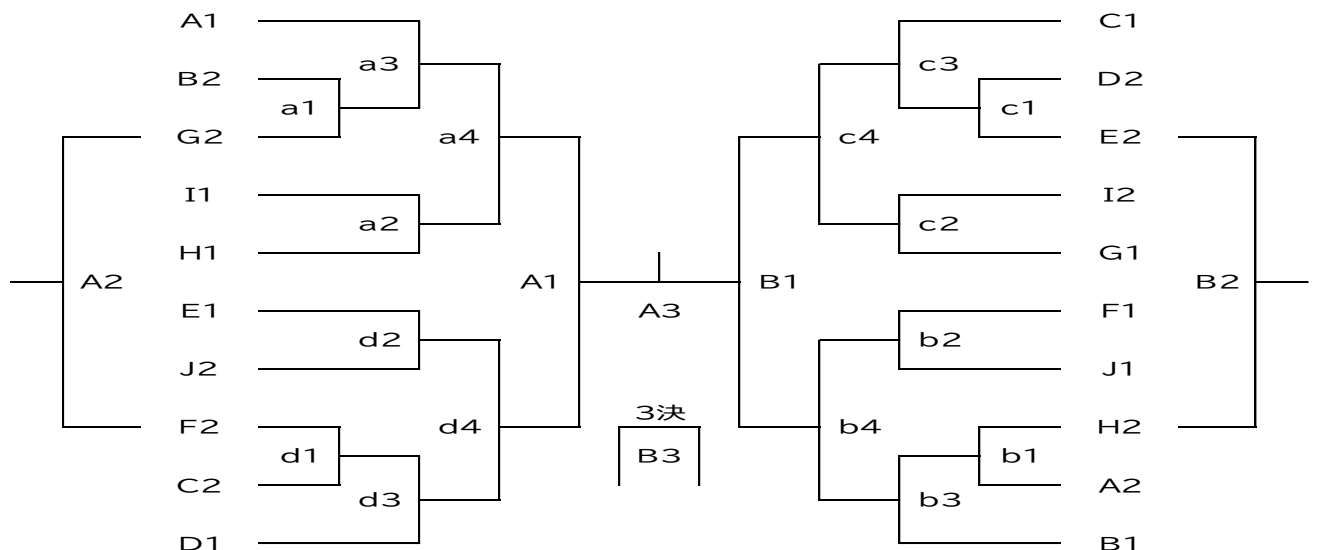 A1 C1
a3 c3
B2 D2
a1 c1
G2 a4 c4 E2
I1 I2
a2 c2
H1 G1
A2 A1 B1 B2
E1 A3 F1
d2 b2
J2 J1
3決
F2 d4 b4 H2
d1 B3 b1
C2 A2
d3 b3
D1 B1